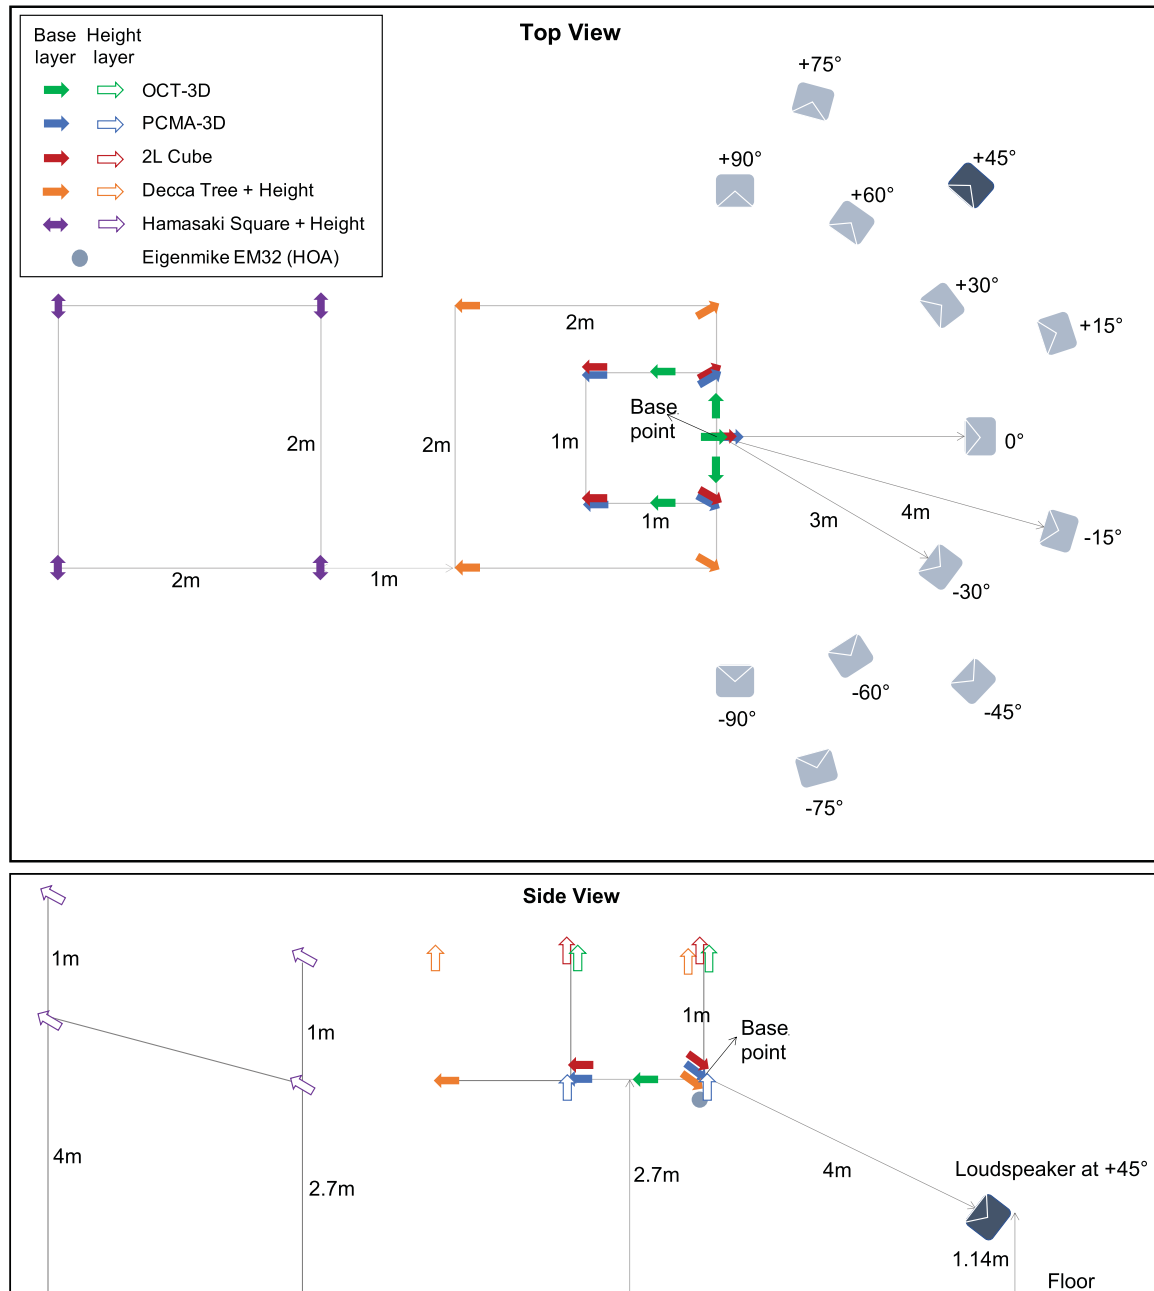 Top View
Base Height
layer layer
OCT-3D
PCMA-3D
2L Cube
Decca Tree + Height
Hamasaki Square + Height
Eigenmike EM32 (HOA)
+75°
+90°
+45°
+60°
+30°
+15°
2m
Base
point
2m
2m
1m
0°
1m
3m
4m
-15°
2m
1m
-30°
-60°
-45°
-90°
-75°
Side View
1m
1m
1m
Base
point
4m
2.7m
2.7m
4m
Loudspeaker at +45°
1.14m
Floor